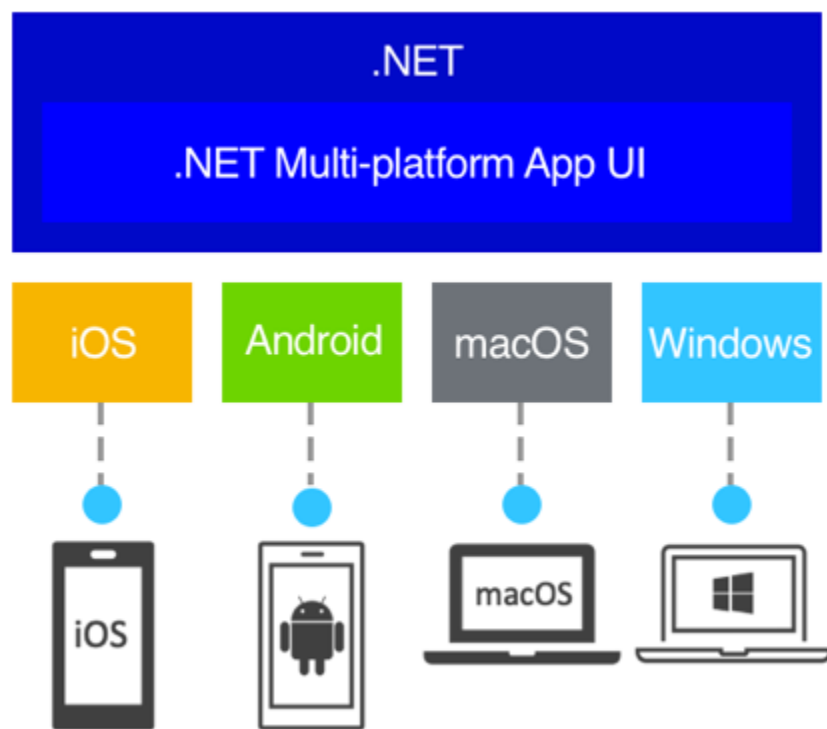 .NET
.NET Multi-platform App UI
iOS
Android
macOS
Windows
iOS
macOS